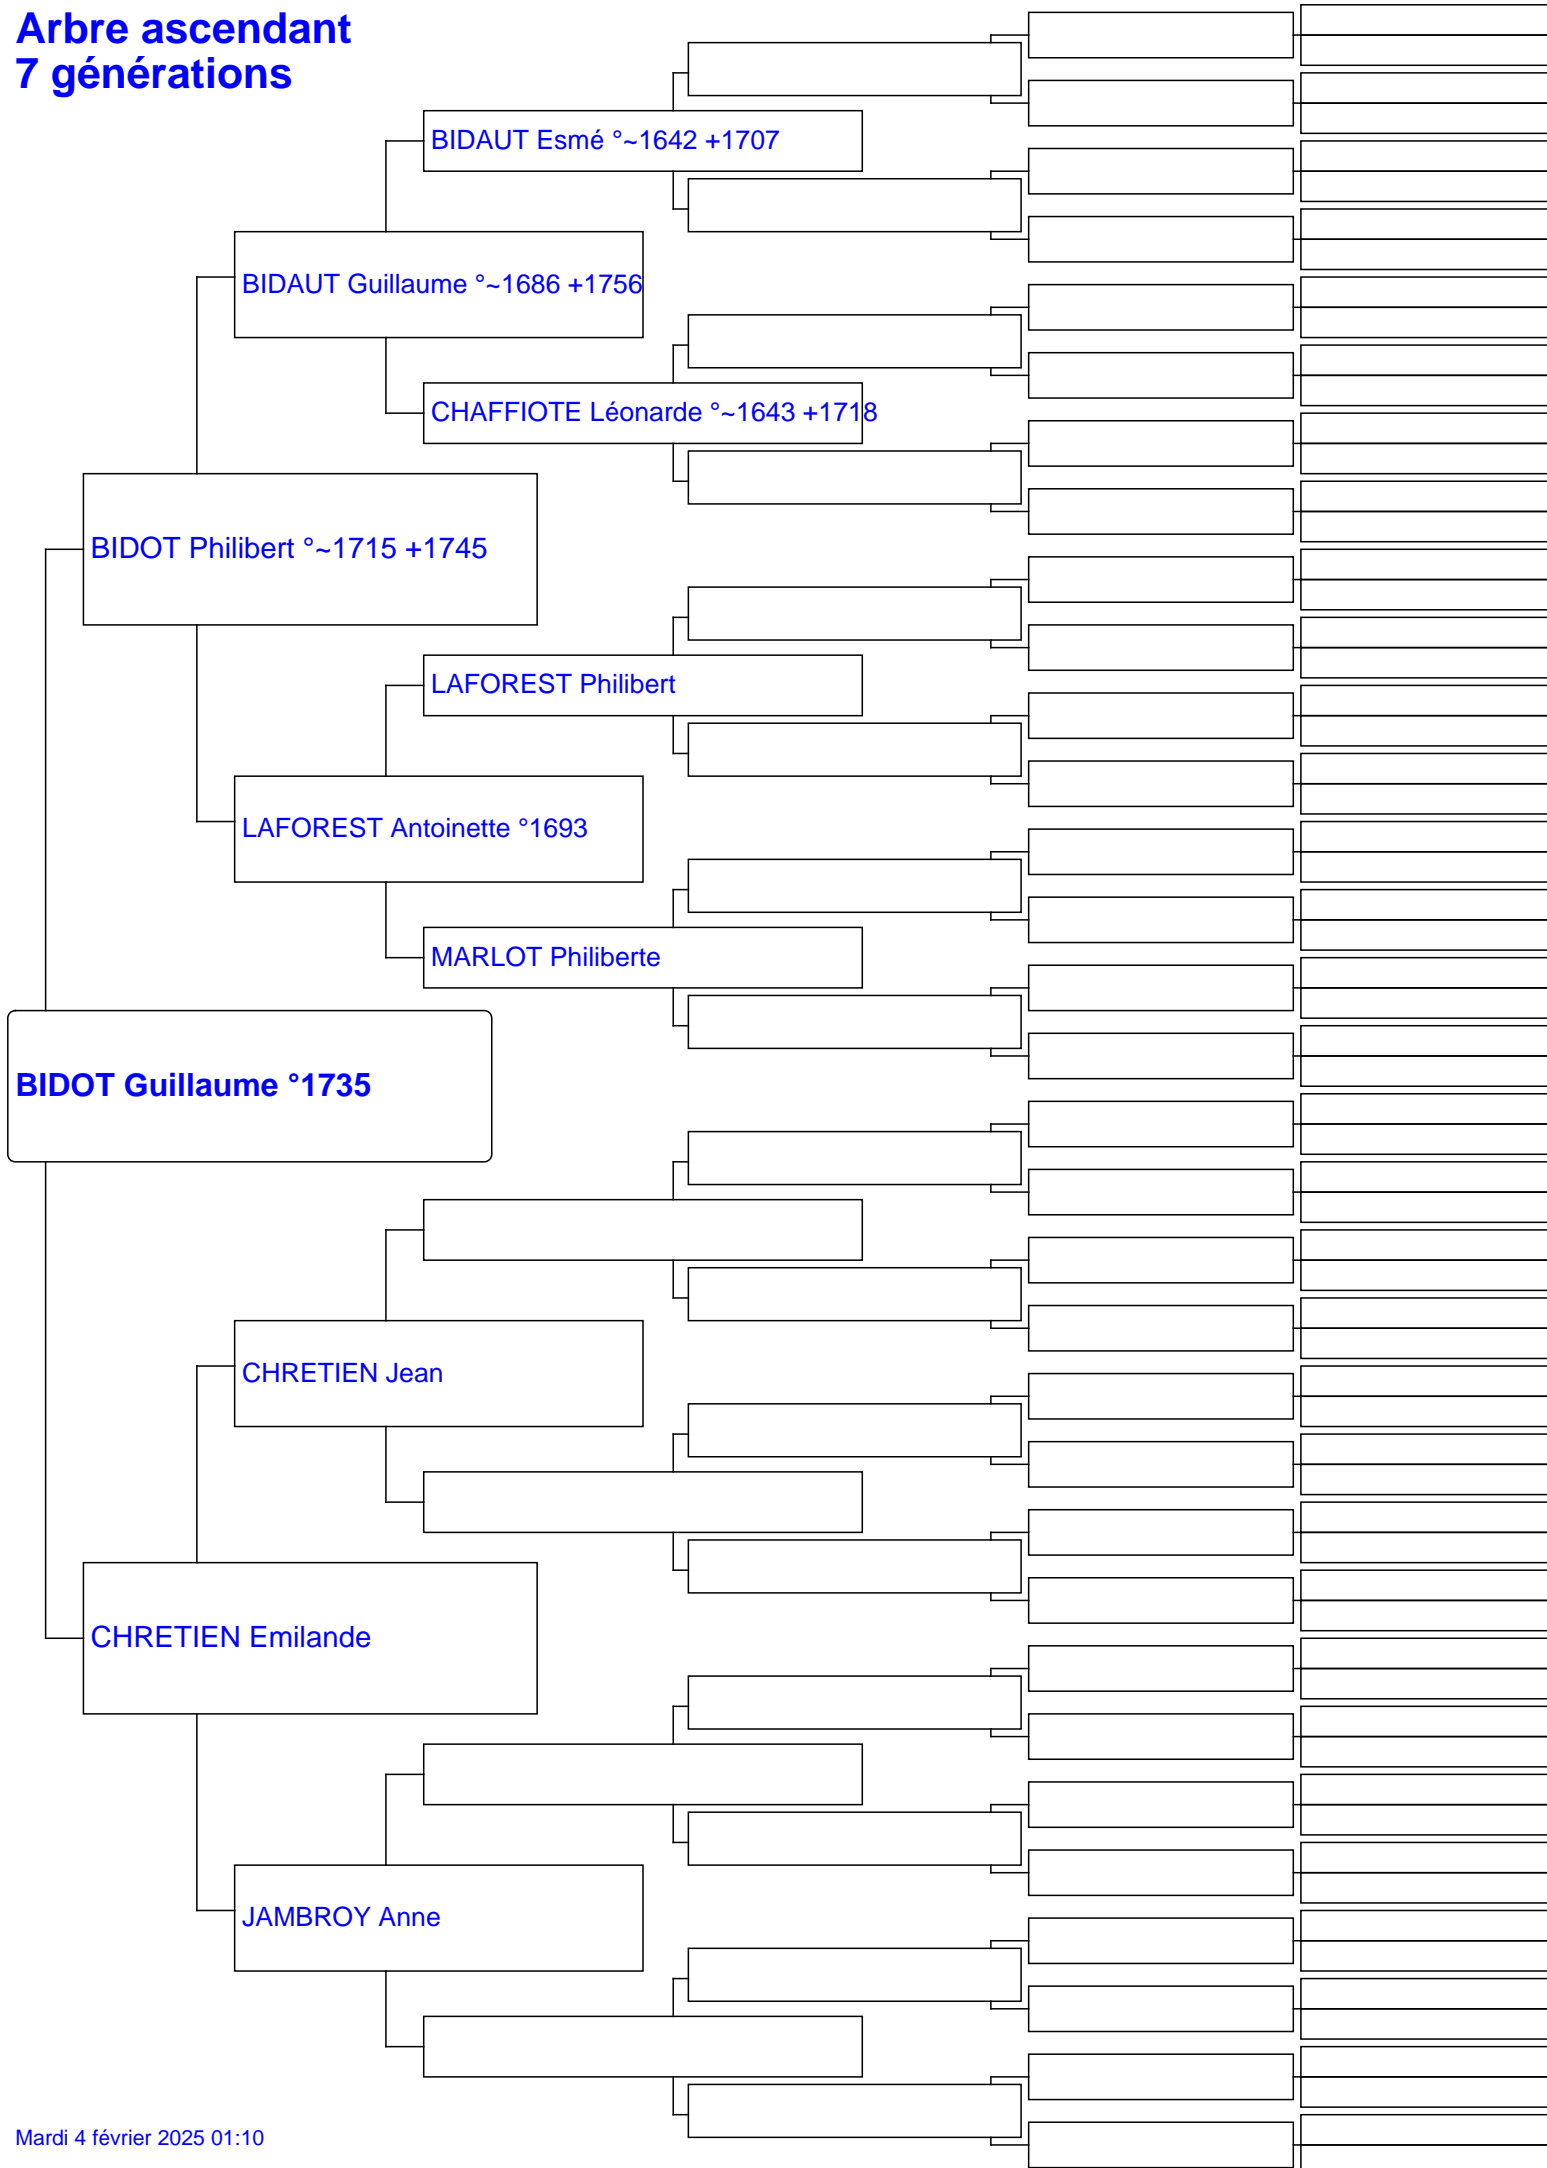 Arbre ascendant
7 générations
BIDAUT Esmé °~1642 +1707
BIDAUT Guillaume °~1686 +1756
CHAFFIOTE Léonarde °~1643 +1718
BIDOT Philibert °~1715 +1745
LAFOREST Philibert
LAFOREST Antoinette °1693
MARLOT Philiberte
BIDOT Guillaume °1735
CHRETIEN Jean
CHRETIEN Emilande
JAMBROY Anne
Mardi 4 février 2025 01:10